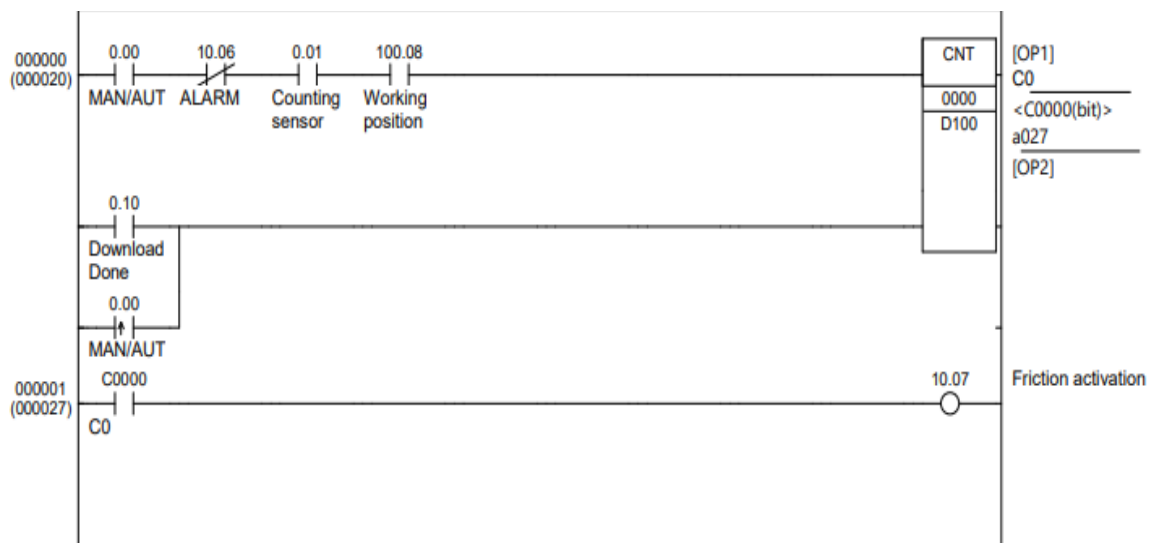 000000
(000020)
0.00 10.06 0.01 100.08
MAN/AUT ALARM Counting sensor Working position
CNT
0000
D100
[OP1]
C0
<C0000(bit)>
a027
[OP2]
0.10
Download
Done
0.00
MAN/AUT
000001
(000027)
C0000
C0
10.07
Friction activation